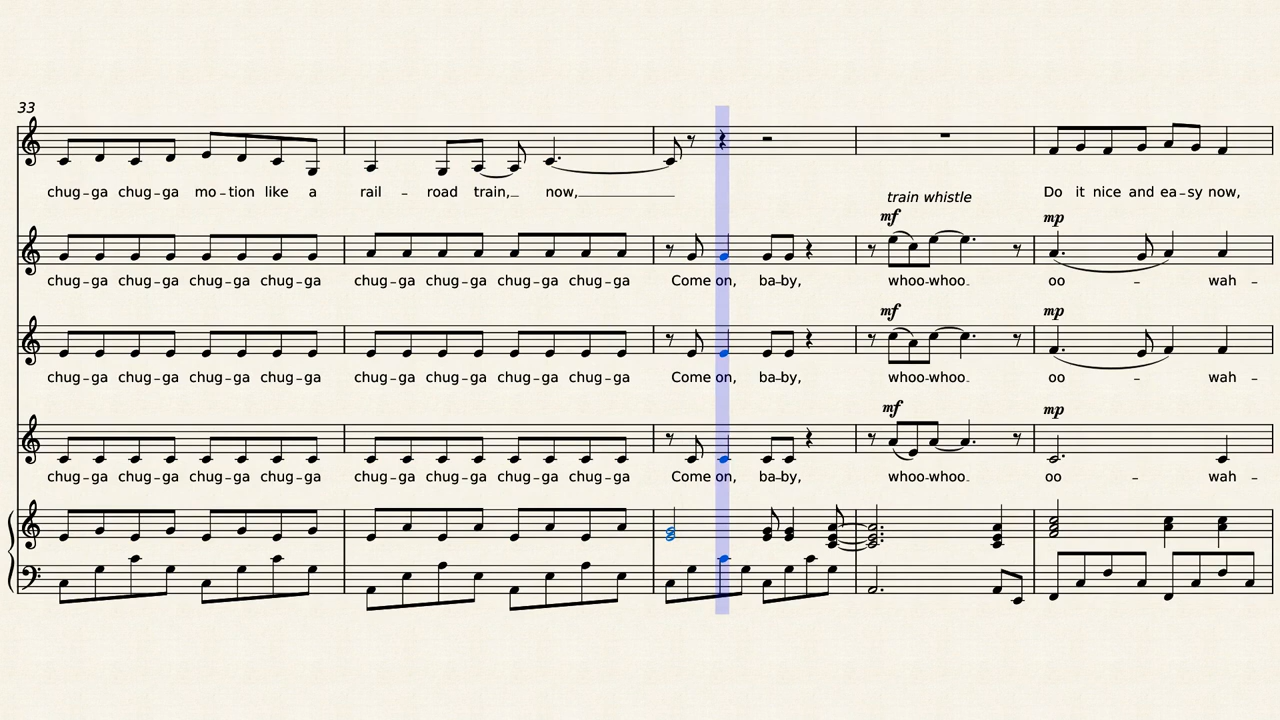 33
chug-ga chug-ga mo-tion like a rail - road train, now,
train whistle
mf mp
Do it nice and ea-sy now,
chug-ga chug-ga chug-ga chug-ga chug-ga chug-ga chug-ga chug-ga Come on, ba-by, whoo-whoo oo - wah -
mf mp
chug-ga chug-ga chug-ga chug-ga chug-ga chug-ga chug-ga chug-ga Come on, ba-by, whoo-whoo oo - wah -
mf mp
chug-ga chug-ga chug-ga chug-ga chug-ga chug-ga chug-ga chug-ga Come on, ba-by, whoo-whoo oo - wah -